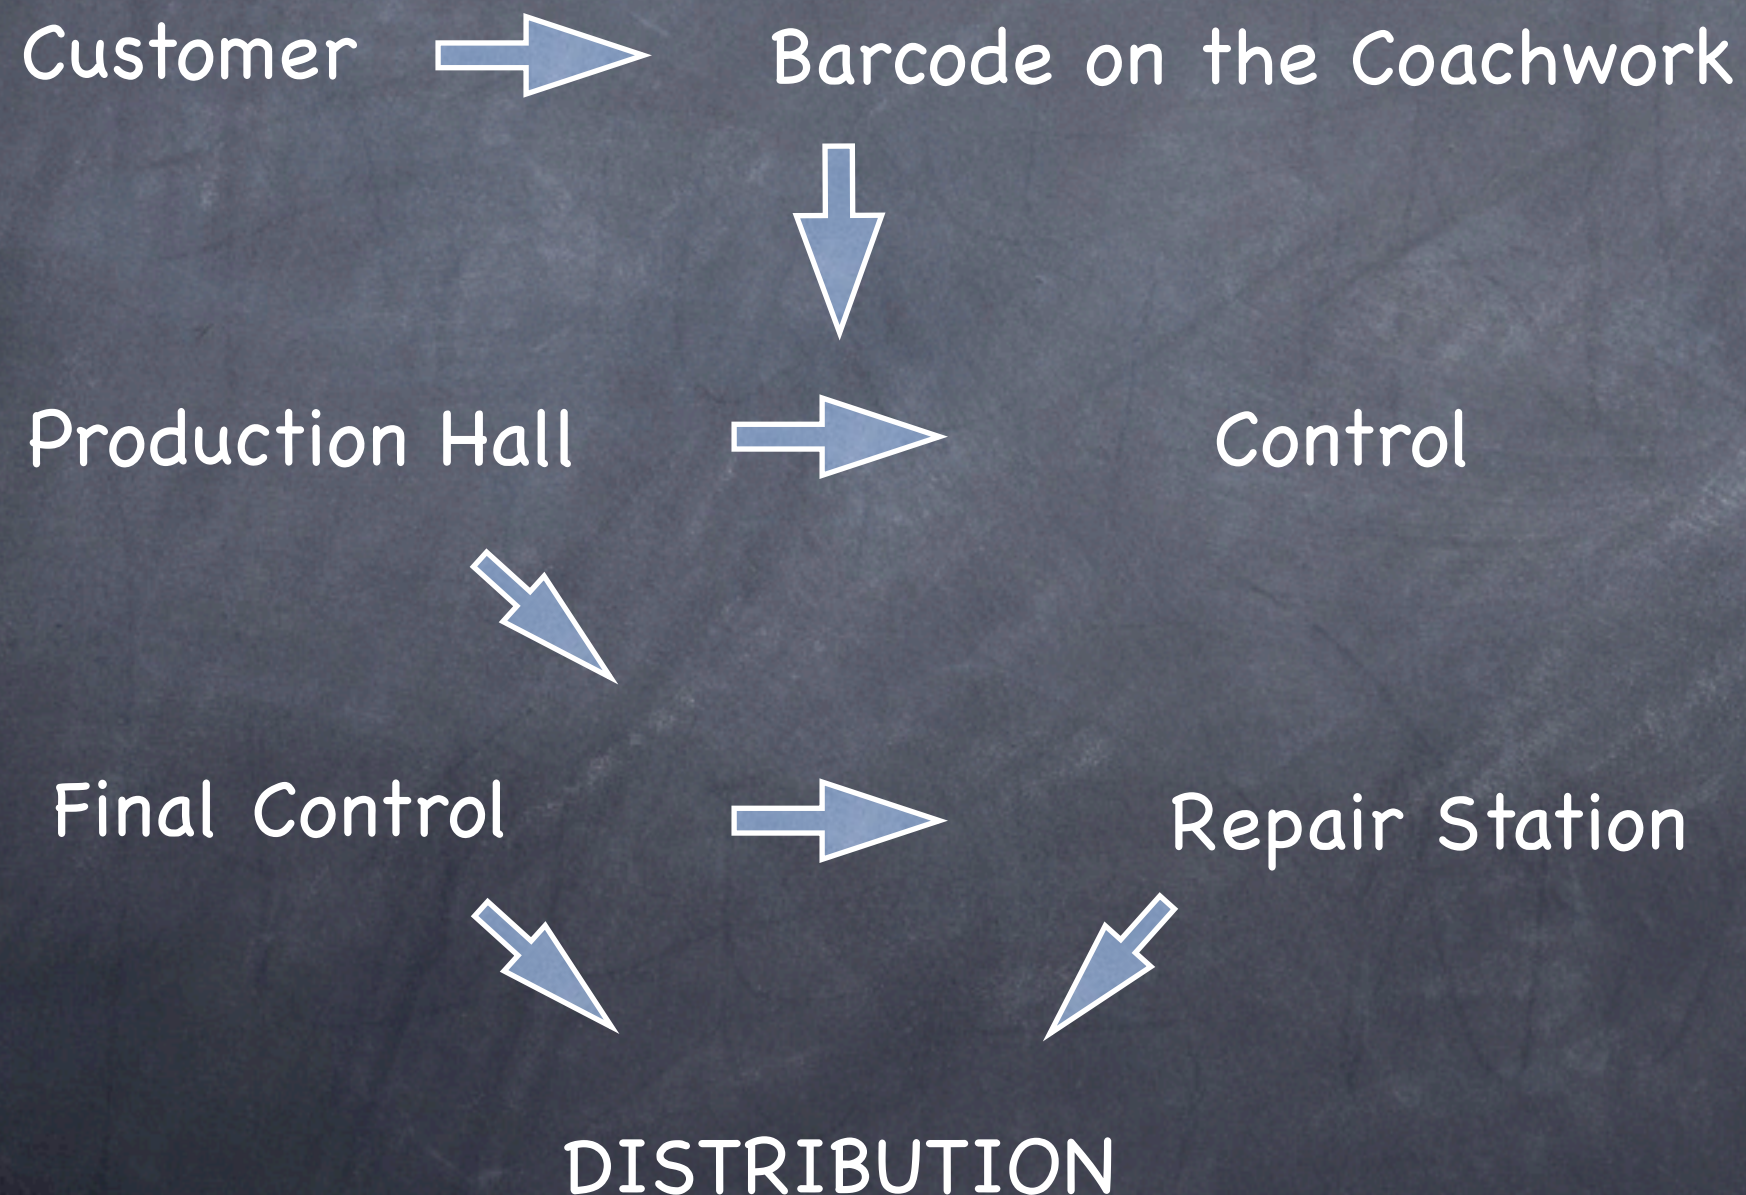 Customer
Barcode on the Coachwork
Production Hall
Control
Final Control
Repair Station
DISTRIBUTION